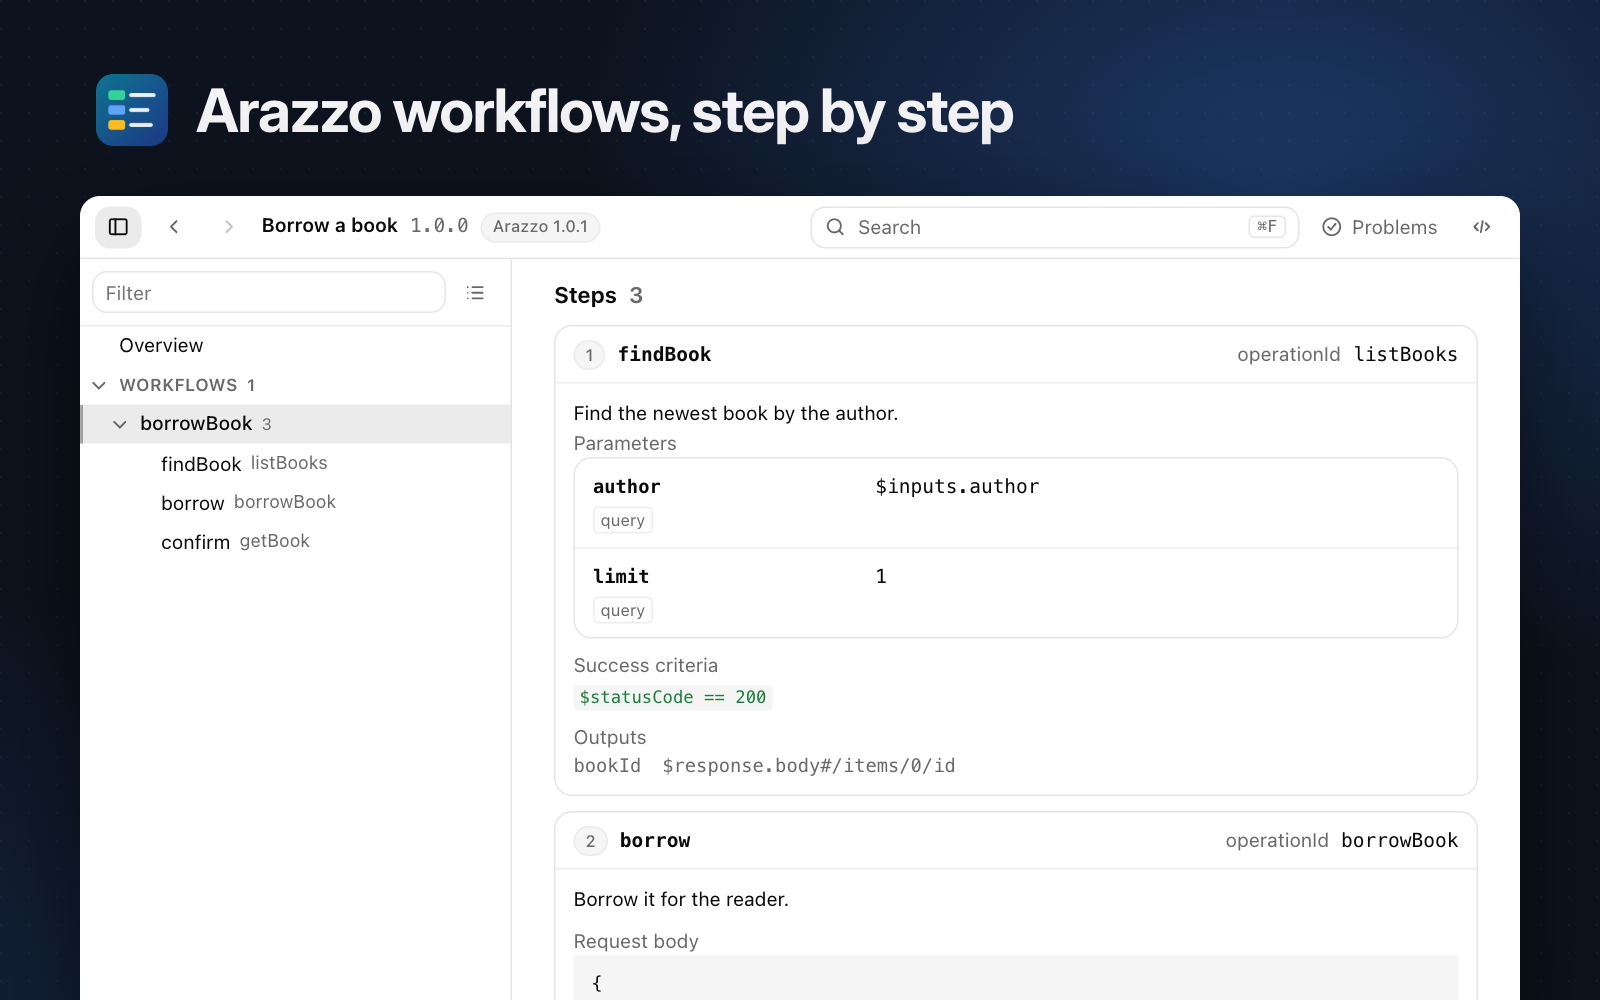 Arazzo workflows, step by step
Borrow a book 1.0.0 Arazzo 1.0.1
Search ⌘F
Problems
Filter
Overview
WORKFLOWS 1
borrowBook 3
findBook listBooks
borrow borrowBook
confirm getBook
Steps 3
1 findBook operationId listBooks
Find the newest book by the author.
Parameters
author $inputs.author
query
limit 1
query
Success criteria
$statusCode == 200
Outputs
bookId $response.body#/items/0/id
2 borrow operationId borrowBook
Borrow it for the reader.
Request body
{